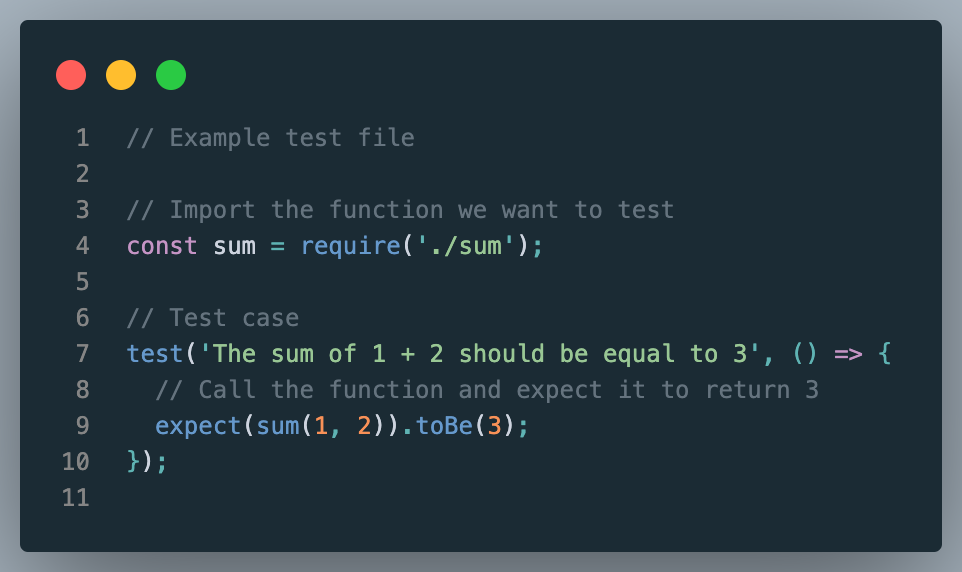 1 // Example test file
2
3 // Import the function we want to test
4 const sum = require('./sum');
5
6 // Test case
7 test('The sum of 1 + 2 should be equal to 3', () => {
8   // Call the function and expect it to return 3
9   expect(sum(1, 2)).toBe(3);
10 });
11